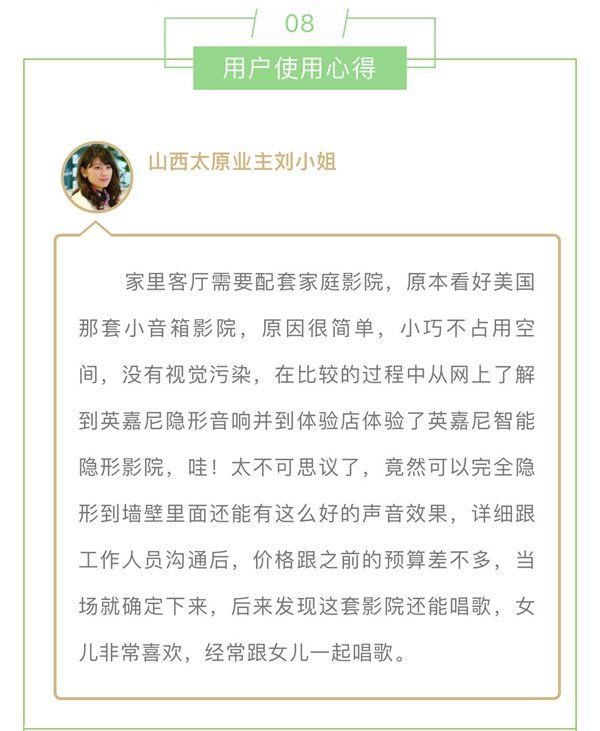 08
用户使用心得
山西太原业主刘小姐
家里客厅需要配套家庭影院，原本看好美国
那套小音箱影院，原因很简单，小巧不占用空
间，没有视觉污染，在比较的过程中从网上了解
到英嘉尼隐形音响并到体验店体验了英嘉尼智能
隐形影院，哇！太不可思议了，竟然可以完全隐
形到墙壁里面还能有这么好的声音效果，详细跟
工作人员沟通后，价格跟之前的预算差不多，当
场就确定下来，后来发现这套影院还能唱歌，女
儿非常喜欢，经常跟女儿一起唱歌。